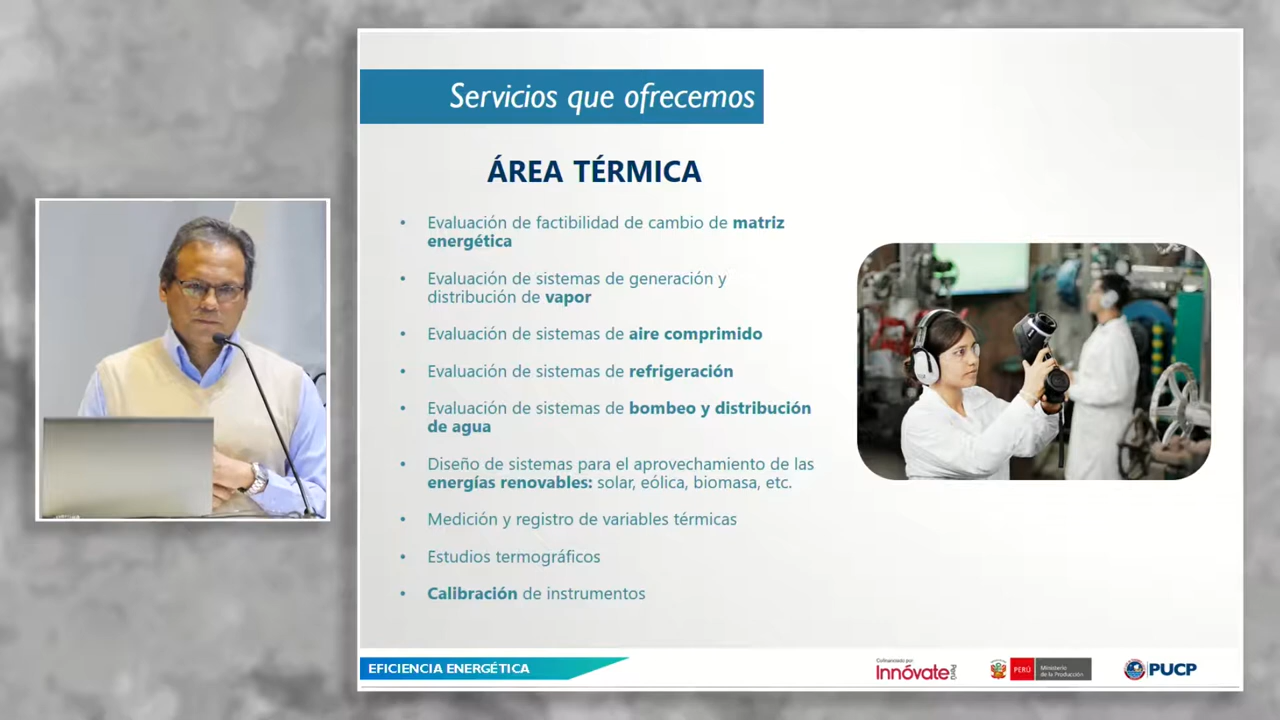 Servicios que ofrecemos
ÁREA TÉRMICA
• Evaluación de factibilidad de cambio de matriz
energética
• Evaluación de sistemas de generación y
distribución de vapor
• Evaluación de sistemas de aire comprimido
• Evaluación de sistemas de refrigeración
• Evaluación de sistemas de bombeo y distribución
de agua
• Diseño de sistemas para el aprovechamiento de las
energías renovables: solar, eólica, biomasa, etc.
• Medición y registro de variables térmicas
• Estudios termográficos
• Calibración de instrumentos
EFICIENCIA ENERGÉTICA
Cofinanciado por
Innóvate Perú
PERÚ
Ministerio
de la Producción
PUCP